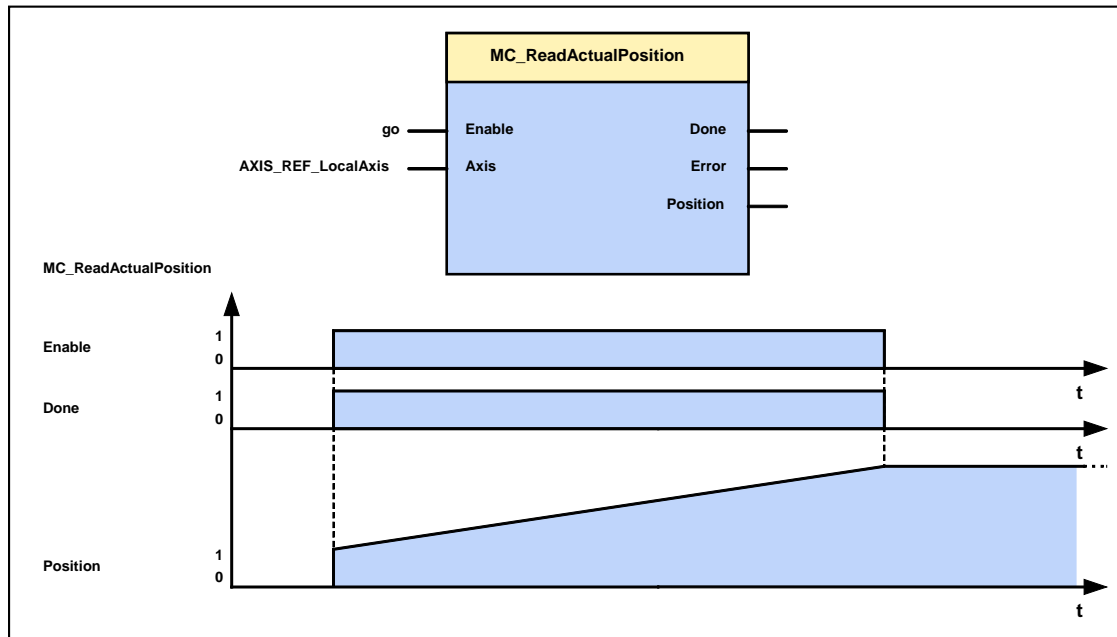 MC_ReadActualPosition
go Enable Done
AXIS_REF_LocalAxis Axis Error
Position
MC_ReadActualPosition
Enable 1
0
t
Done 1
0
t
Position 1
0
t